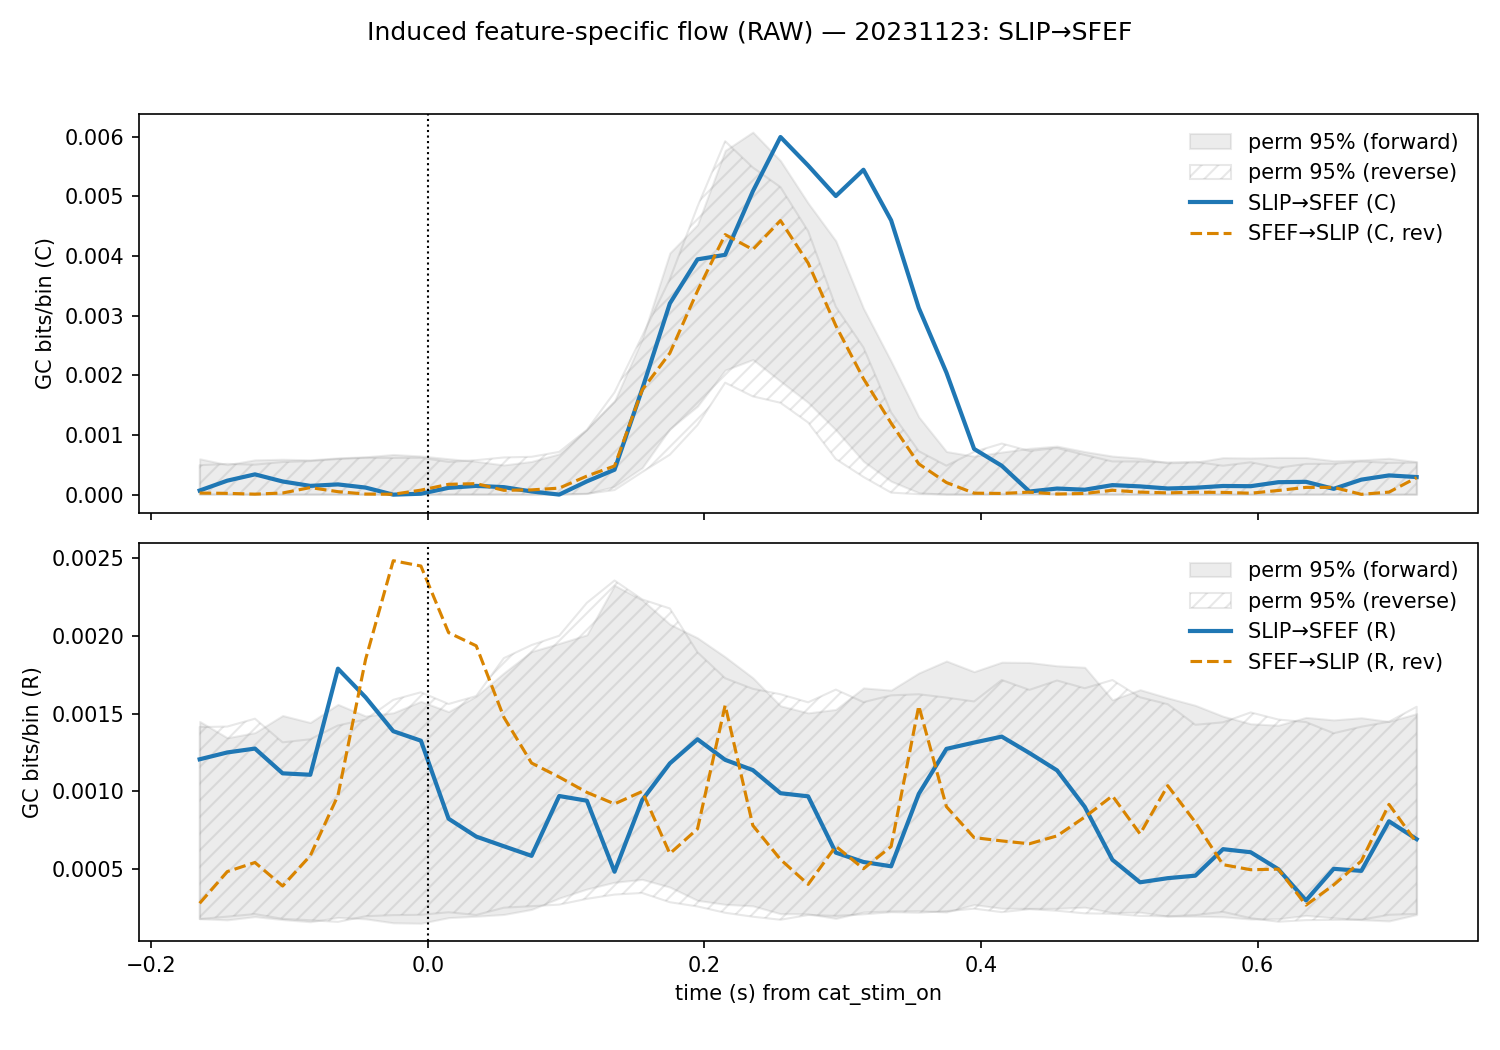 Induced feature-specific flow (RAW) — 20231123: SLIP→SFEF
GC bits/bin (C)
0.006
0.005
0.004
0.003
0.002
0.001
0.000
perm 95% (forward)
perm 95% (reverse)
SLIP→SFEF (C)
SFEF→SLIP (C, rev)
GC bits/bin (R)
0.0025
0.0020
0.0015
0.0010
0.0005
perm 95% (forward)
perm 95% (reverse)
SLIP→SFEF (R)
SFEF→SLIP (R, rev)
−0.2 0.0 0.2 0.4 0.6
time (s) from cat_stim_on